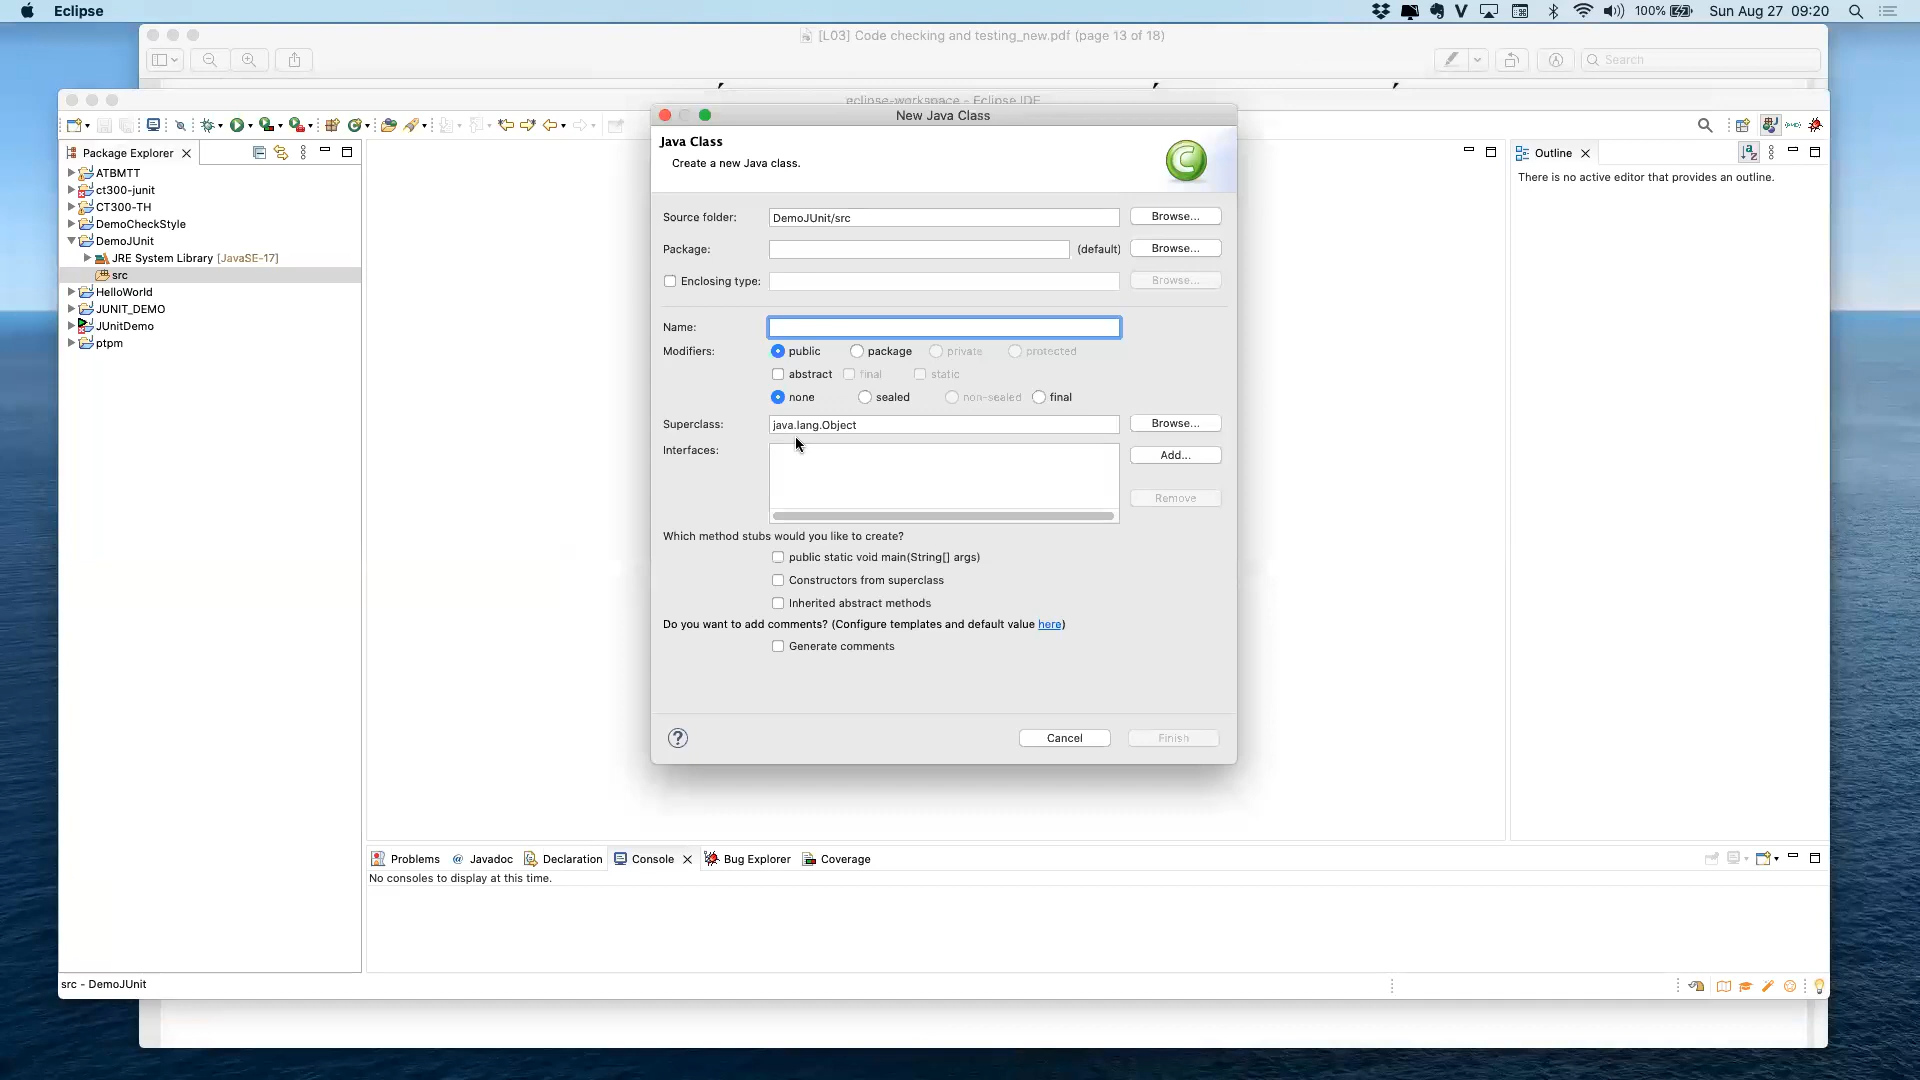 Eclipse
100%
Sun Aug 27 09:20
[L03] Code checking and testing_new.pdf (page 13 of 18)
Search
eclipse-workspace - Eclipse IDE
New Java Class
Java Class
Create a new Java class.
Package Explorer
ATBMTT
ct300-junit
CT300-TH
DemoCheckStyle
DemoJUnit
JRE System Library [JavaSE-17]
src
HelloWorld
JUNIT_DEMO
JUnitDemo
ptpm
Source folder: DemoJUnit/src Browse...
Package: (default) Browse...
Enclosing type: Browse...
Name:
Modifiers: public package private protected
abstract final static
none sealed non-sealed final
Superclass: java.lang.Object Browse...
Interfaces: Add...
Remove
Which method stubs would you like to create?
public static void main(String[] args)
Constructors from superclass
Inherited abstract methods
Do you want to add comments? (Configure templates and default value here)
Generate comments
? Cancel Finish
Outline
There is no active editor that provides an outline.
Problems @ Javadoc Declaration Console Bug Explorer Coverage
No consoles to display at this time.
src - DemoJUnit